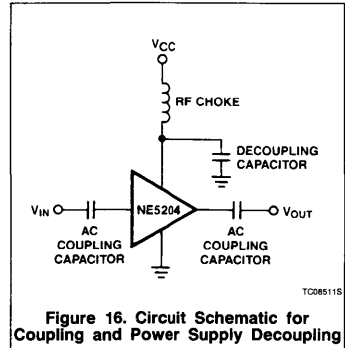 VCC
RF CHOKE
DECOUPLING
CAPACITOR
VIN
NE5204
VOUT
AC
COUPLING
CAPACITOR
AC
COUPLING
CAPACITOR
TC08511S
Figure 16. Circuit Schematic for
Coupling and Power Supply Decoupling